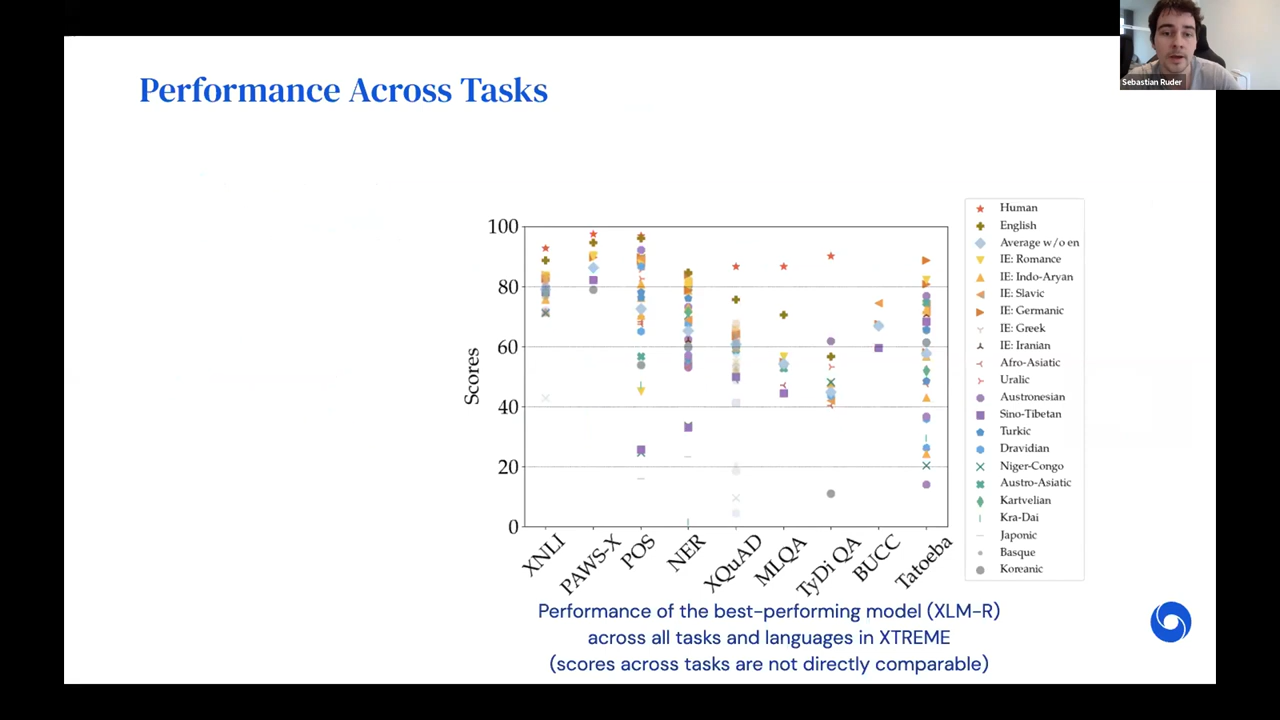 Sebastian Ruder
Performance Across Tasks
Scores
100
80
60
40
20
0
XNLI
PAWS-X
POS
NER
XQuAD
MLQA
TyDi QA
BUCC
Tatoeba
Human
English
Average w/o en
IE: Romance
IE: Indo-Aryan
IE: Slavic
IE: Germanic
IE: Greek
IE: Iranian
Afro-Asiatic
Uralic
Austronesian
Sino-Tibetan
Turkic
Dravidian
Niger-Congo
Austro-Asiatic
Kartvelian
Kra-Dai
Japonic
Basque
Koreanic
Performance of the best-performing model (XLM-R)
across all tasks and languages in XTREME
(scores across tasks are not directly comparable)